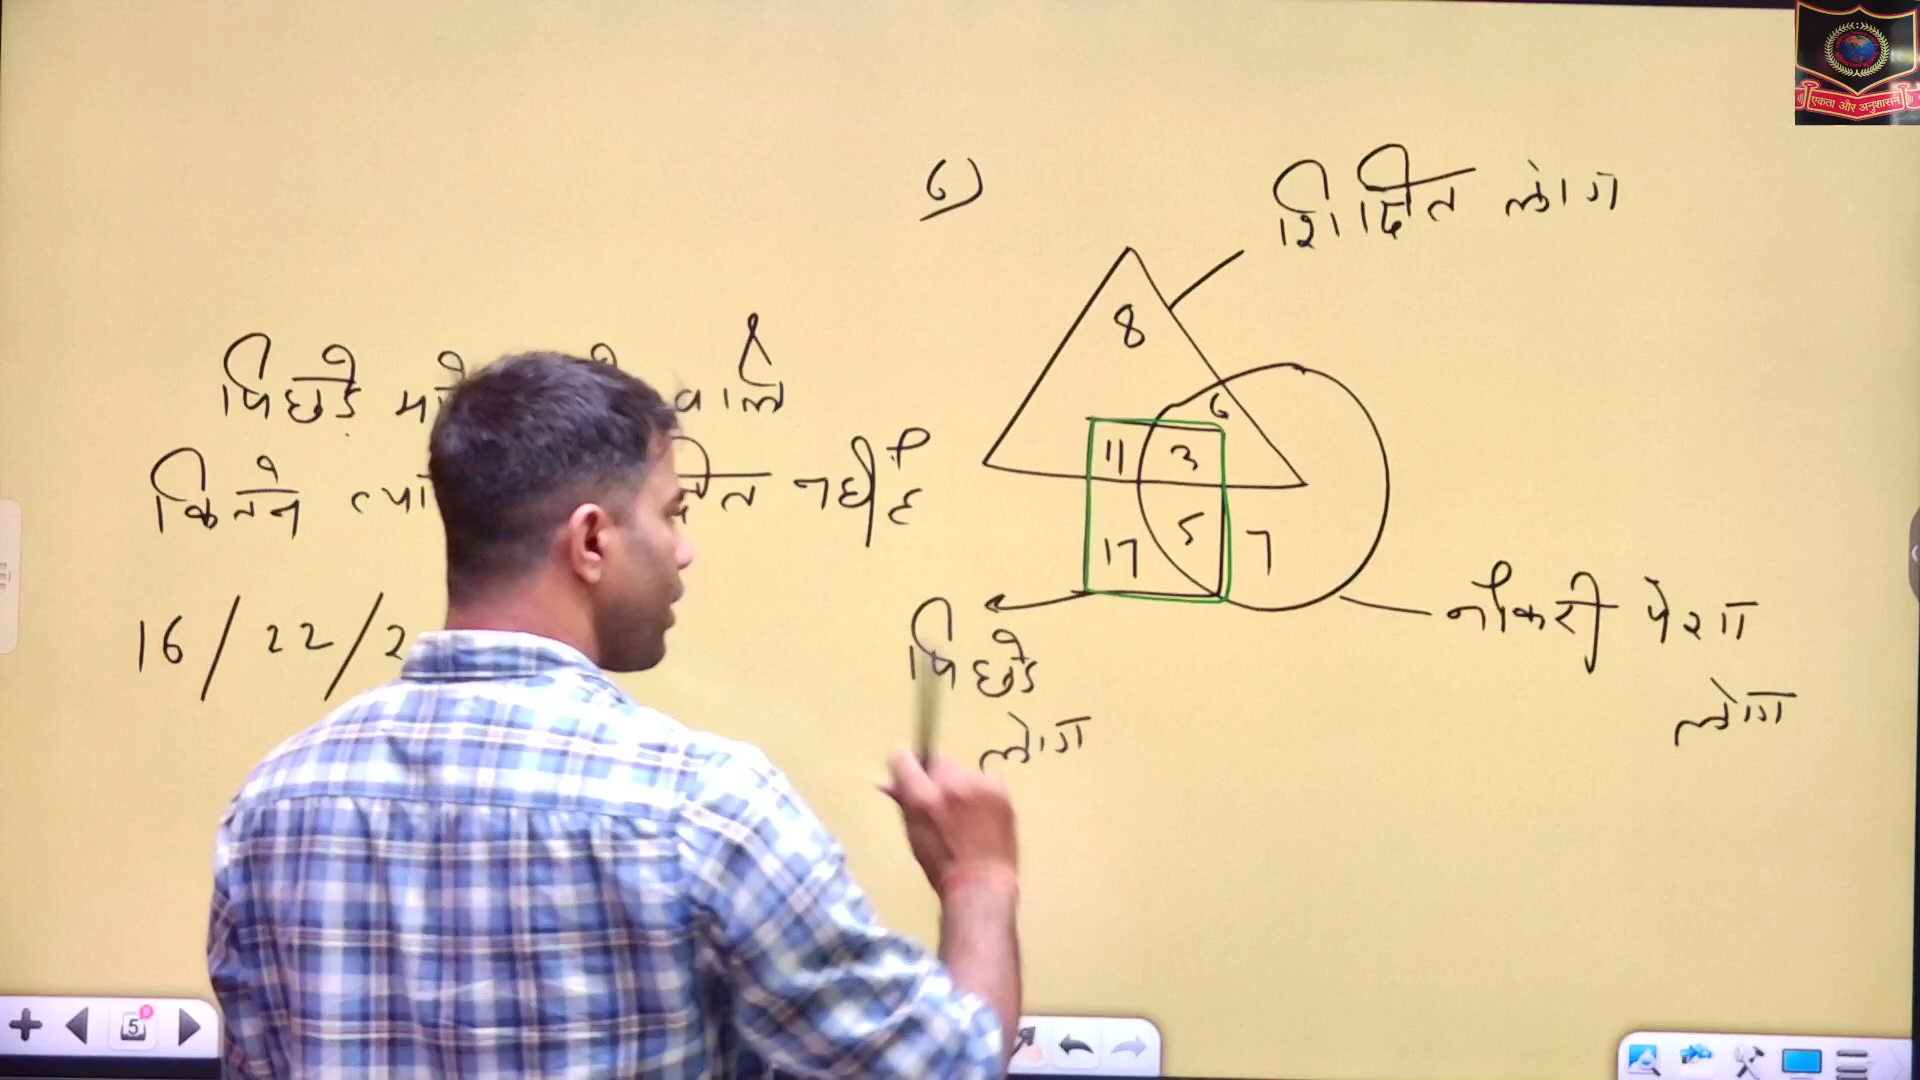 एकता और अनुशासन
6)
शिक्षित लोग
8
6
11 3
17 5 7
पिछडे
लोग
नौकरी पेशा
लोग
पिछडे वाले
कितने नहीं है
16/22/2
5